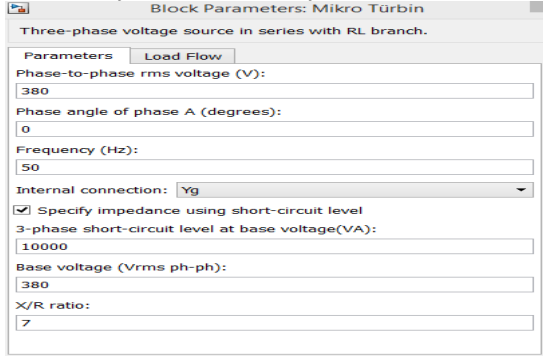 Block Parameters: Mikro Türbin
Three-phase voltage source in series with RL branch.
Parameters Load Flow
Phase-to-phase rms voltage (V):
380
Phase angle of phase A (degrees):
0
Frequency (Hz):
50
Internal connection: Yg
Specify impedance using short-circuit level
3-phase short-circuit level at base voltage(VA):
10000
Base voltage (Vrms ph-ph):
380
X/R ratio:
7